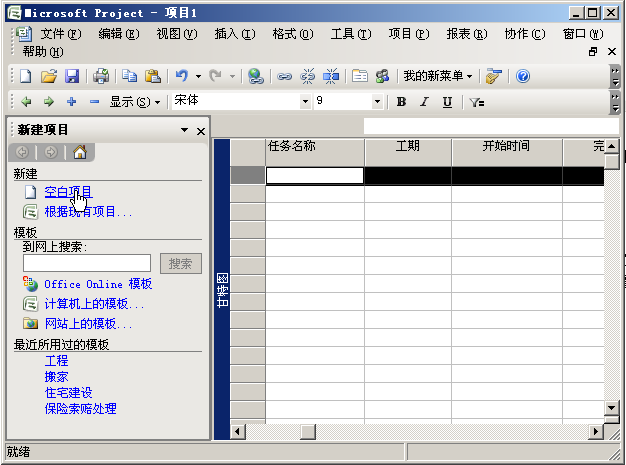 Microsoft Project - 项目1
文件(F) 编辑(E) 视图(V) 插入(I) 格式(O) 工具(T) 项目(P) 报表(R) 协作(C) 窗口(W)
帮助(H)
我的新菜单
显示(S) 宋体 9 B I U
新建项目
任务名称 工期 开始时间 完
新建
空白项目
根据现有项目...
模板
到网上搜索:
搜索
Office Online 模板
计算机上的模板...
网站上的模板...
最近所用过的模板
工程
搬家
住宅建设
保险索赔处理
甘特图
就绪